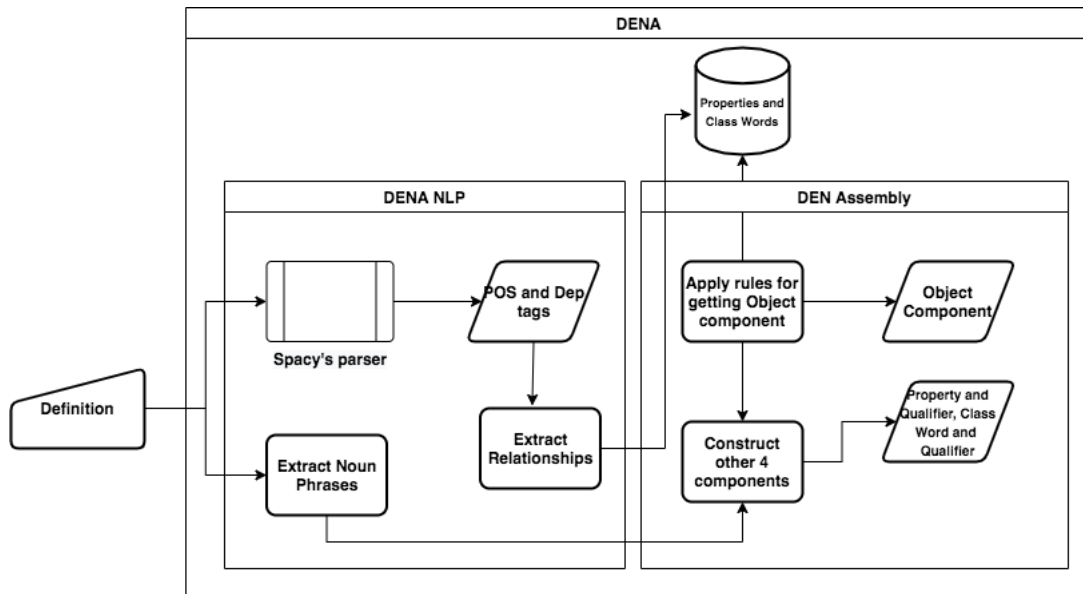 DENA
Properties and
Class Words
DENA NLP
DEN Assembly
POS and Dep
tags
Spacy's parser
Apply rules for
getting Object
component
Object
Component
Definition
Extract Noun
Phrases
Extract
Relationships
Construct
other 4
components
Property and
Qualifier, Class
Word and
Qualifier